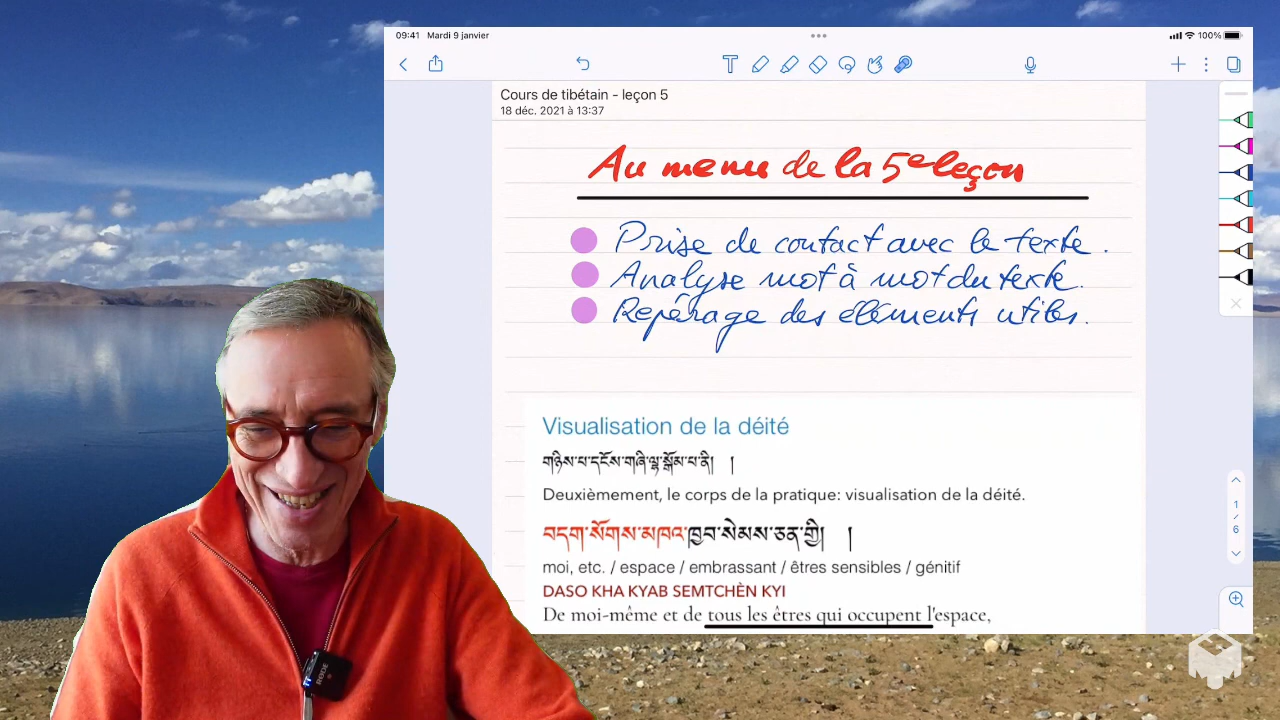 09:41 Mardi 9 janvier
100%
Cours de tibétain - leçon 5
18 déc. 2021 à 13:37
Au menu de la 5e leçon
Prise de contact avec le texte.
Analyse mot à mot du texte.
Repérage des éléments utiles.
Visualisation de la déité
གཉིས་པ་དངོས་གཞི་ལྷ་སྒོམ་པ་ནི། །
Deuxièmement, le corps de la pratique: visualisation de la déité.
བདག་སོགས་མཁའ་ཁྱབ་སེམས་ཅན་གྱི། །
moi, etc. / espace / embrassant / êtres sensibles / génitif
DASO KHA KYAB SEMTCHÈN KYI
De moi-même et de tous les êtres qui occupent l'espace,
1
/
6
RØDE